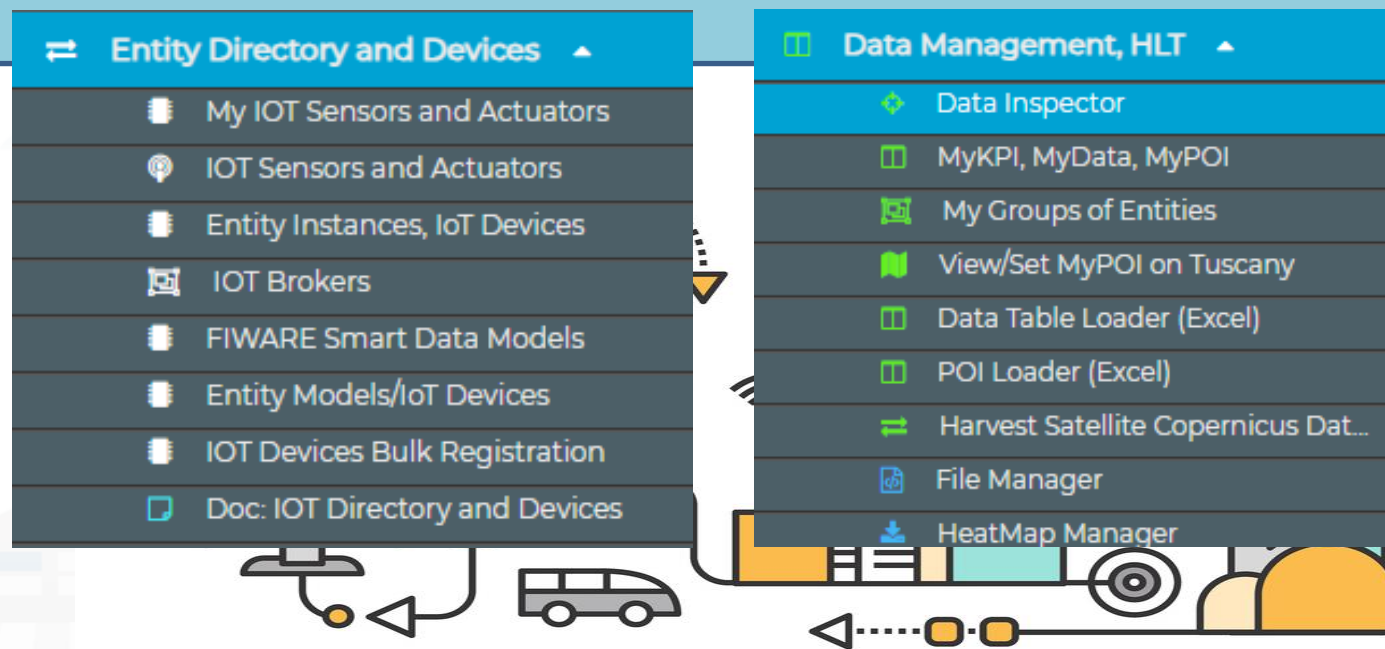 Entity Directory and Devices
My IOT Sensors and Actuators
IOT Sensors and Actuators
Entity Instances, IoT Devices
IOT Brokers
FIWARE Smart Data Models
Entity Models/IoT Devices
IOT Devices Bulk Registration
Doc: IOT Directory and Devices
Data Management, HLT
Data Inspector
MyKPI, MyData, MyPOI
My Groups of Entities
View/Set MyPOI on Tuscany
Data Table Loader (Excel)
POI Loader (Excel)
Harvest Satellite Copernicus Dat...
File Manager
HeatMap Manager